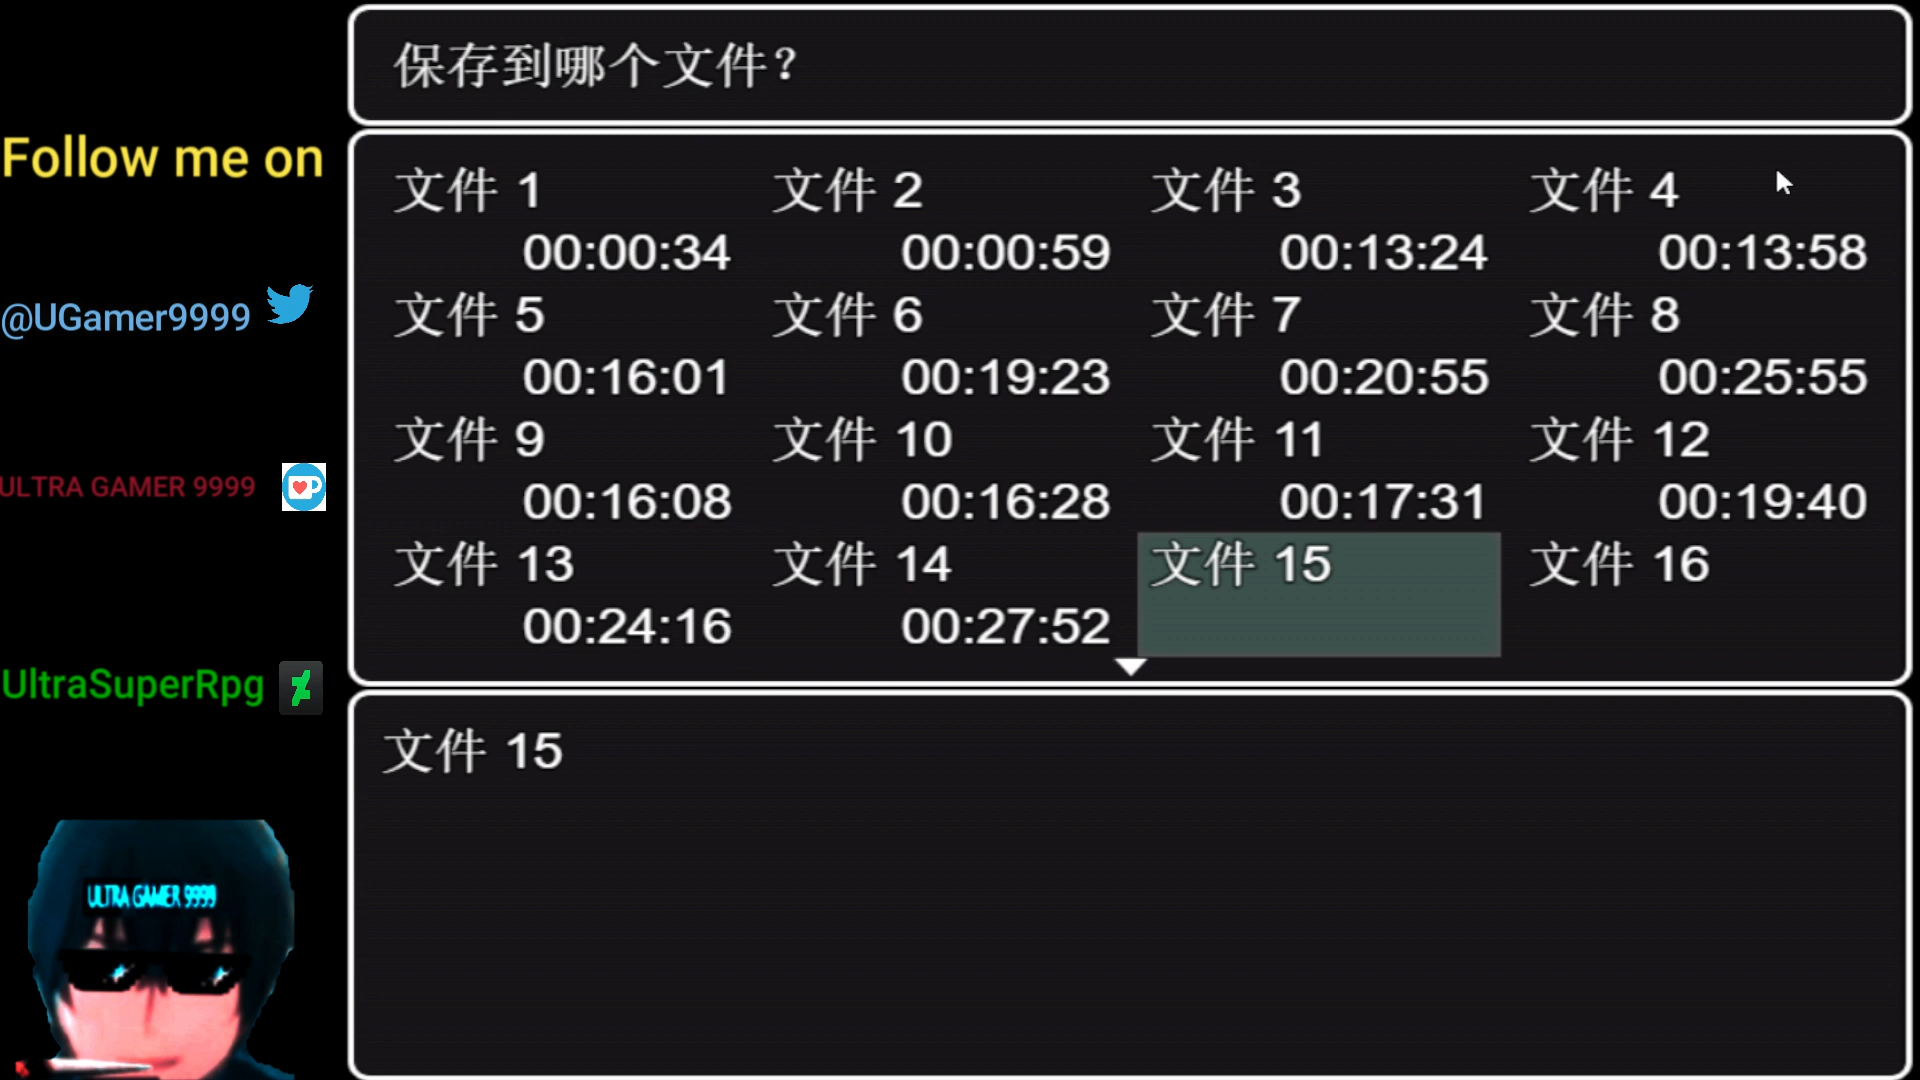 保存到哪个文件？
Follow me on
@UGamer9999
ULTRA GAMER 9999
UltraSuperRpg
ULTRA GAMER 9999
文件 1 文件 2 文件 3 文件 4
00:00:34 00:00:59 00:13:24 00:13:58
文件 5 文件 6 文件 7 文件 8
00:16:01 00:19:23 00:20:55 00:25:55
文件 9 文件 10 文件 11 文件 12
00:16:08 00:16:28 00:17:31 00:19:40
文件 13 文件 14 文件 15 文件 16
00:24:16 00:27:52
文件 15